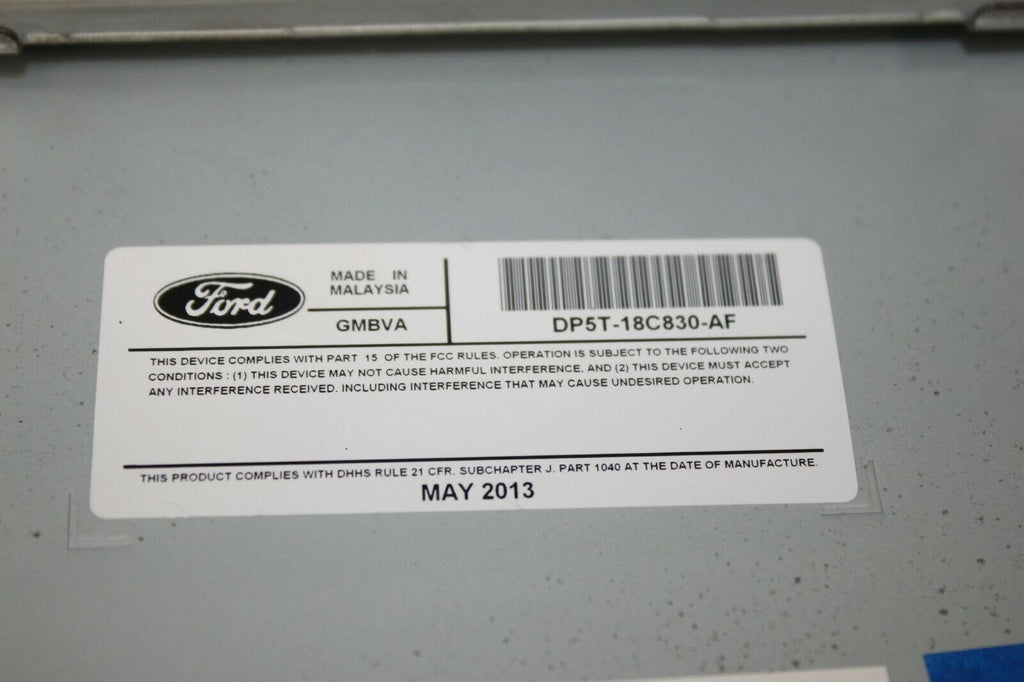 Ford
MADE IN
MALAYSIA
GMBVA
DP5T-18C830-AF
THIS DEVICE COMPLIES WITH PART 15 OF THE FCC RULES. OPERATION IS SUBJECT TO THE FOLLOWING TWO
CONDITIONS : (1) THIS DEVICE MAY NOT CAUSE HARMFUL INTERFERENCE, AND (2) THIS DEVICE MUST ACCEPT
ANY INTERFERENCE RECEIVED. INCLUDING INTERFERENCE THAT MAY CAUSE UNDESIRED OPERATION.
THIS PRODUCT COMPLIES WITH DHHS RULE 21 CFR. SUBCHAPTER J. PART 1040 AT THE DATE OF MANUFACTURE.
MAY 2013